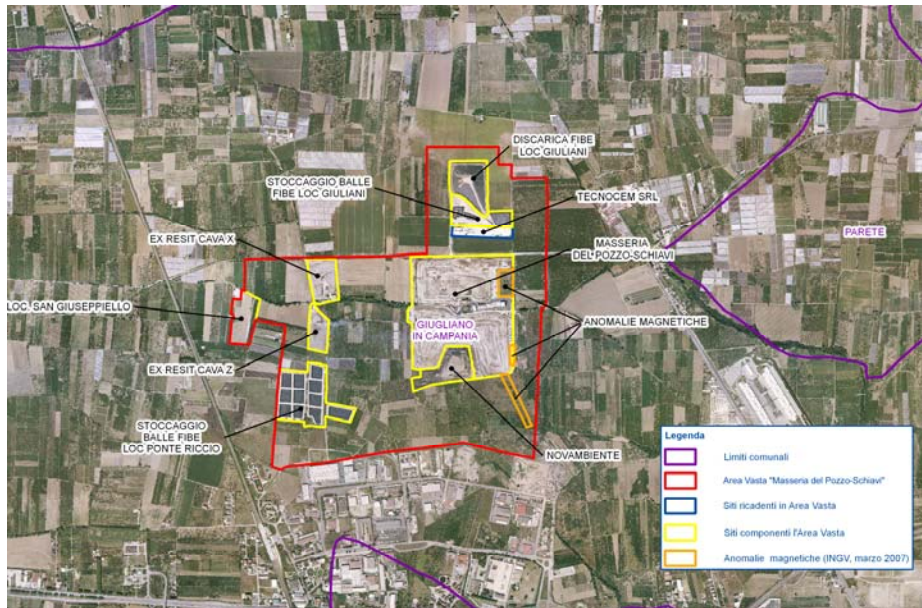 DISCARICA FIBE
LOC GIULIANI
STOCCAGGIO BALLE
FIBE LOC GIULIANI
TECNOCEM SRL
EX RESIT CAVA X
MASSERIA
DEL POZZO-SCHIAVI
PARETE
LOC. SAN GIUSEPPIELLO
GIUGLIANO
IN CAMPANIA
ANOMALIE MAGNETICHE
EX RESIT CAVA Z
STOCCAGGIO
BALLE FIBE
LOC PONTE RICCIO
NOVAMBIENTE
Legenda
Limiti comunali
Area Vasta "Masseria del Pozzo-Schiavi"
Siti ricadenti in Area Vasta
Siti componenti l'Area Vasta
Anomalie magnetiche (INGV, marzo 2007)